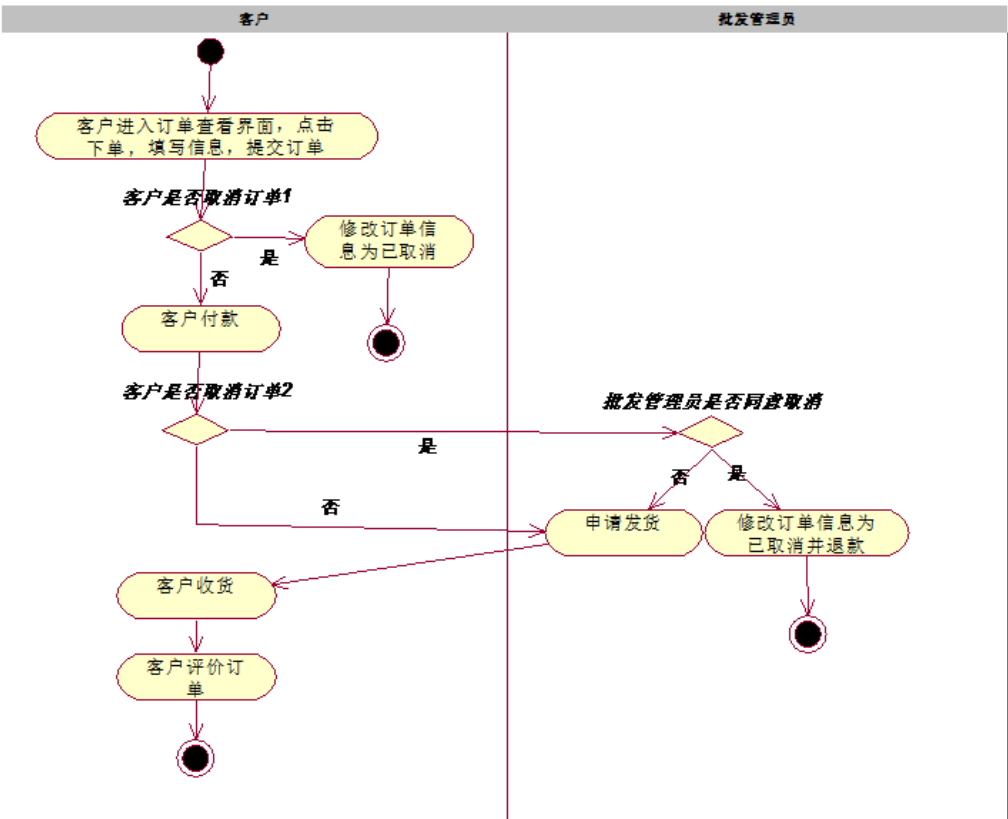 客户
批发管理员
客户进入订单查看界面，点击
下单，填写信息，提交订单
客户是否取消订单1
修改订单信
息为已取消
是
否
客户付款
客户是否取消订单2
批发管理员是否同意取消
是
否
是
否
申请发货
修改订单信息为
已取消并退款
客户收货
客户评价订
单